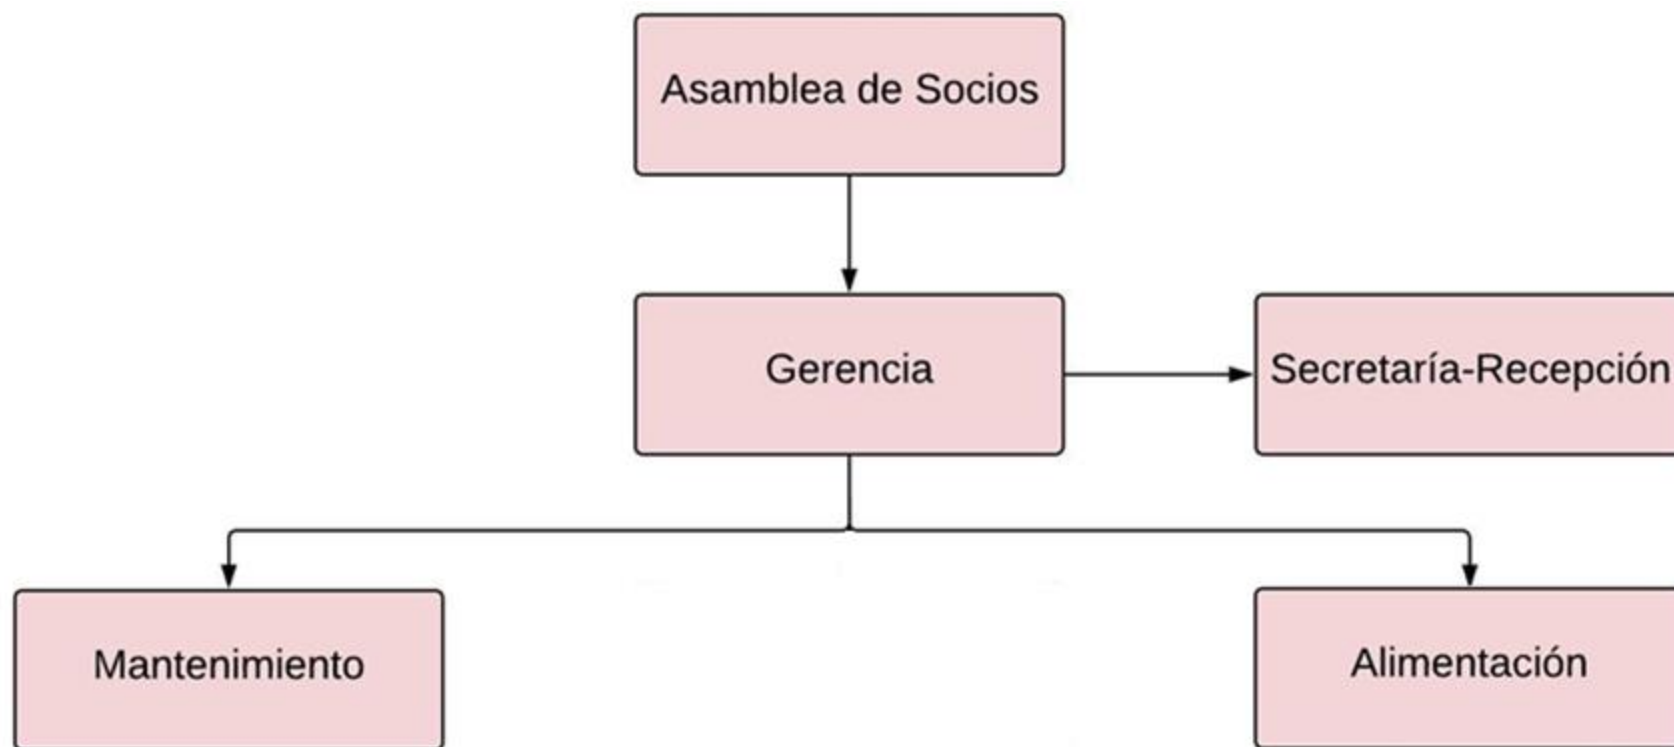 Asamblea de Socios
Gerencia
Secretaría-Recepción
Mantenimiento
Alimentación